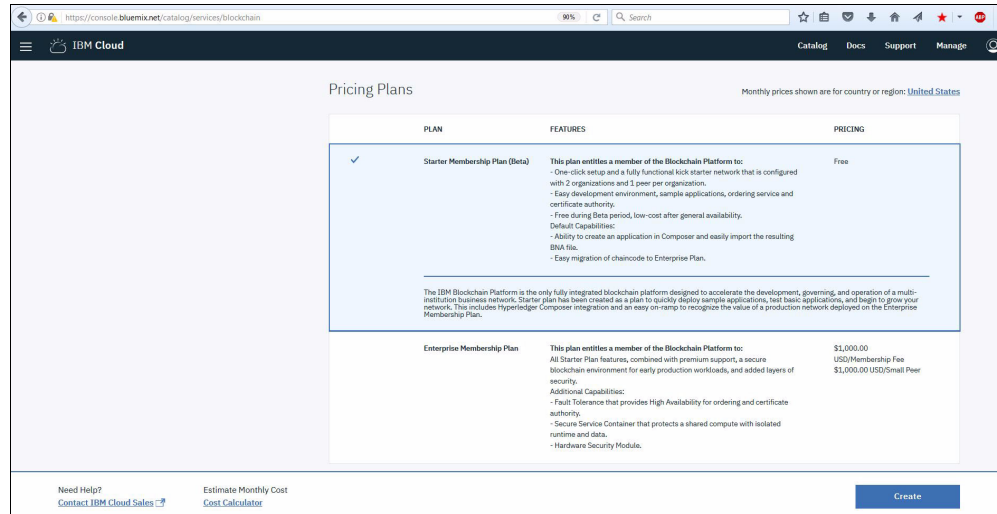 https://console.bluemix.net/catalog/services/blockchain
90%
Search
IBM Cloud
Catalog Docs Support Manage
Pricing Plans
Monthly prices shown are for country or region: United States
PLAN FEATURES PRICING
Starter Membership Plan (Beta) This plan entitles a member of the Blockchain Platform to: Free
- One-click setup and a fully functional kick starter network that is configured
with 2 organizations and 1 peer per organization.
- Easy development environment, sample applications, ordering service and
certificate authority.
- Free during Beta period, low-cost after general availability.
Default Capabilities:
- Ability to create an application in Composer and easily import the resulting
BNA file.
- Easy migration of chaincode to Enterprise Plan.
The IBM Blockchain Platform is the only fully integrated blockchain platform designed to accelerate the development, governing, and operation of a multi-
institution business network. Starter plan has been created as a plan to quickly deploy sample applications, test basic applications, and begin to grow your
network. This includes Hyperledger Composer integration and an easy on-ramp to recognize the value of a production network deployed on the Enterprise
Membership Plan.
Enterprise Membership Plan This plan entitles a member of the Blockchain Platform to: $1,000.00
All Starter Plan features, combined with premium support, a secure USD/Membership Fee
blockchain environment for early production workloads, and added layers of $1,000.00 USD/Small Peer
security.
Additional Capabilities:
- Fault Tolerance that provides High Availability for ordering and certificate
authority.
- Secure Service Container that protects a shared compute with isolated
runtime and data.
- Hardware Security Module.
Need Help? Estimate Monthly Cost
Contact IBM Cloud Sales Cost Calculator
Create
ABP